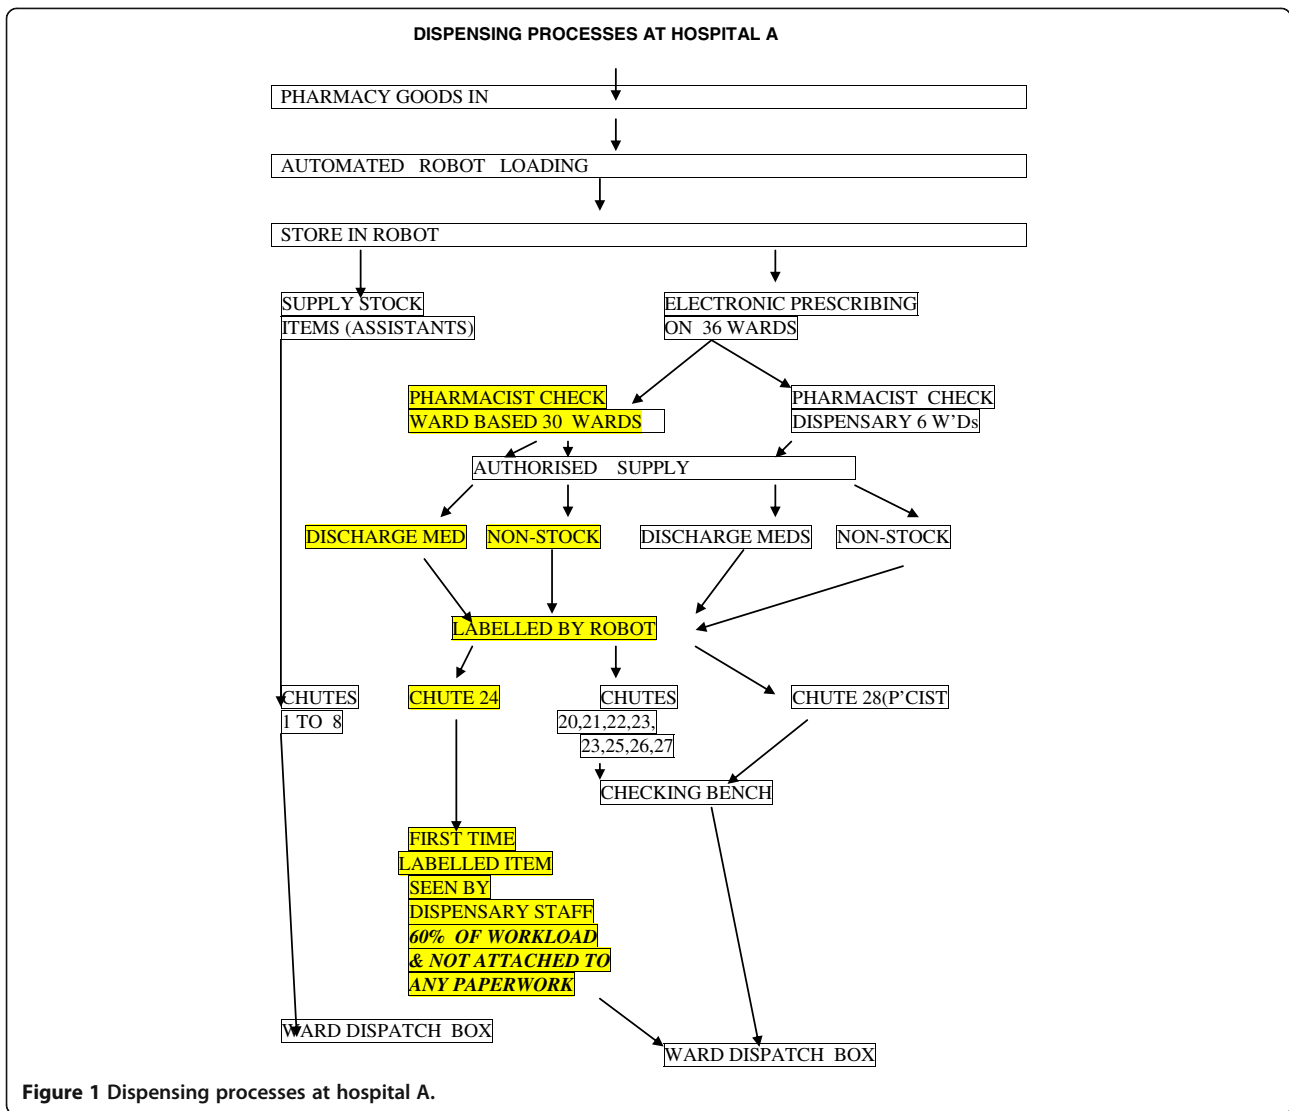 DISPENSING PROCESSES AT HOSPITAL A
PHARMACY GOODS IN
AUTOMATED ROBOT LOADING
STORE IN ROBOT
SUPPLY STOCK
ITEMS (ASSISTANTS)
ELECTRONIC PRESCRIBING
ON 36 WARDS
PHARMACIST CHECK
WARD BASED 30 WARDS
PHARMACIST CHECK
DISPENSARY 6 W'Ds
AUTHORISED SUPPLY
DISCHARGE MED
NON-STOCK
DISCHARGE MEDS
NON-STOCK
LABELLED BY ROBOT
CHUTES
1 TO 8
CHUTE 24
CHUTES
20,21,22,23,
23,25,26,27
CHUTE 28(P'CIST
CHECKING BENCH
FIRST TIME
LABELLED ITEM
SEEN BY
DISPENSARY STAFF
60% OF WORKLOAD
& NOT ATTACHED TO
ANY PAPERWORK
WARD DISPATCH BOX
WARD DISPATCH BOX
Figure 1 Dispensing processes at hospital A.